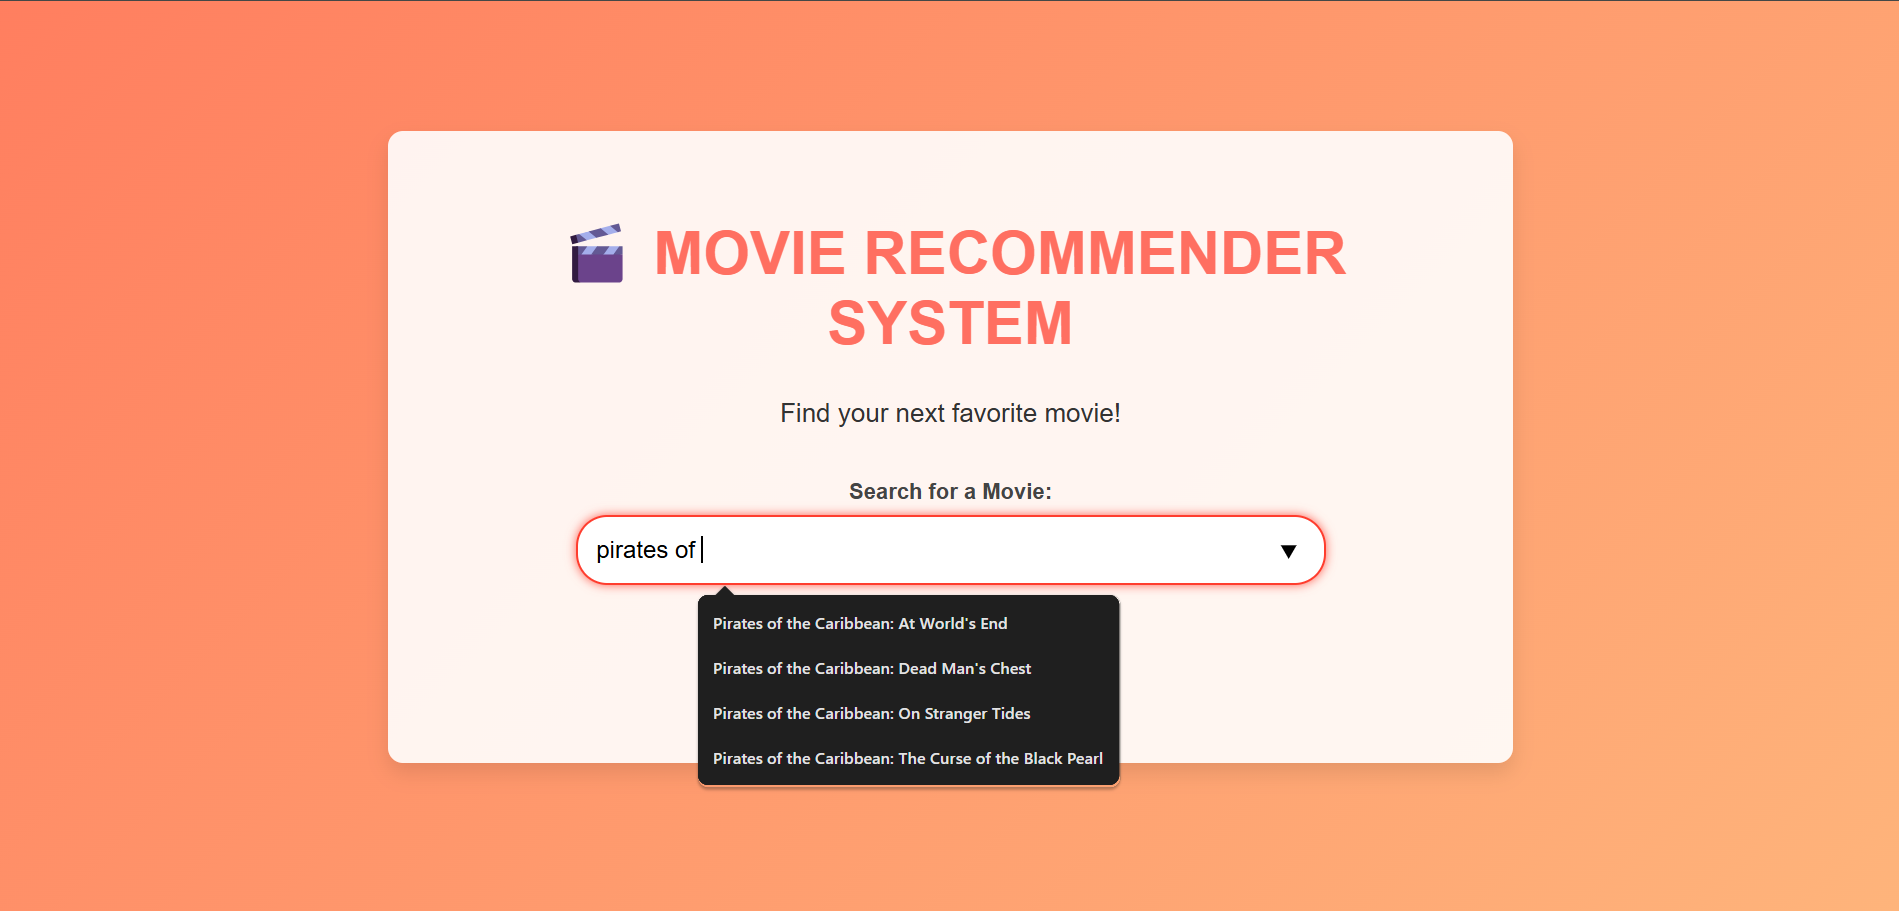 MOVIE RECOMMENDER
SYSTEM
Find your next favorite movie!
Search for a Movie:
pirates of
Pirates of the Caribbean: At World's End
Pirates of the Caribbean: Dead Man's Chest
Pirates of the Caribbean: On Stranger Tides
Pirates of the Caribbean: The Curse of the Black Pearl